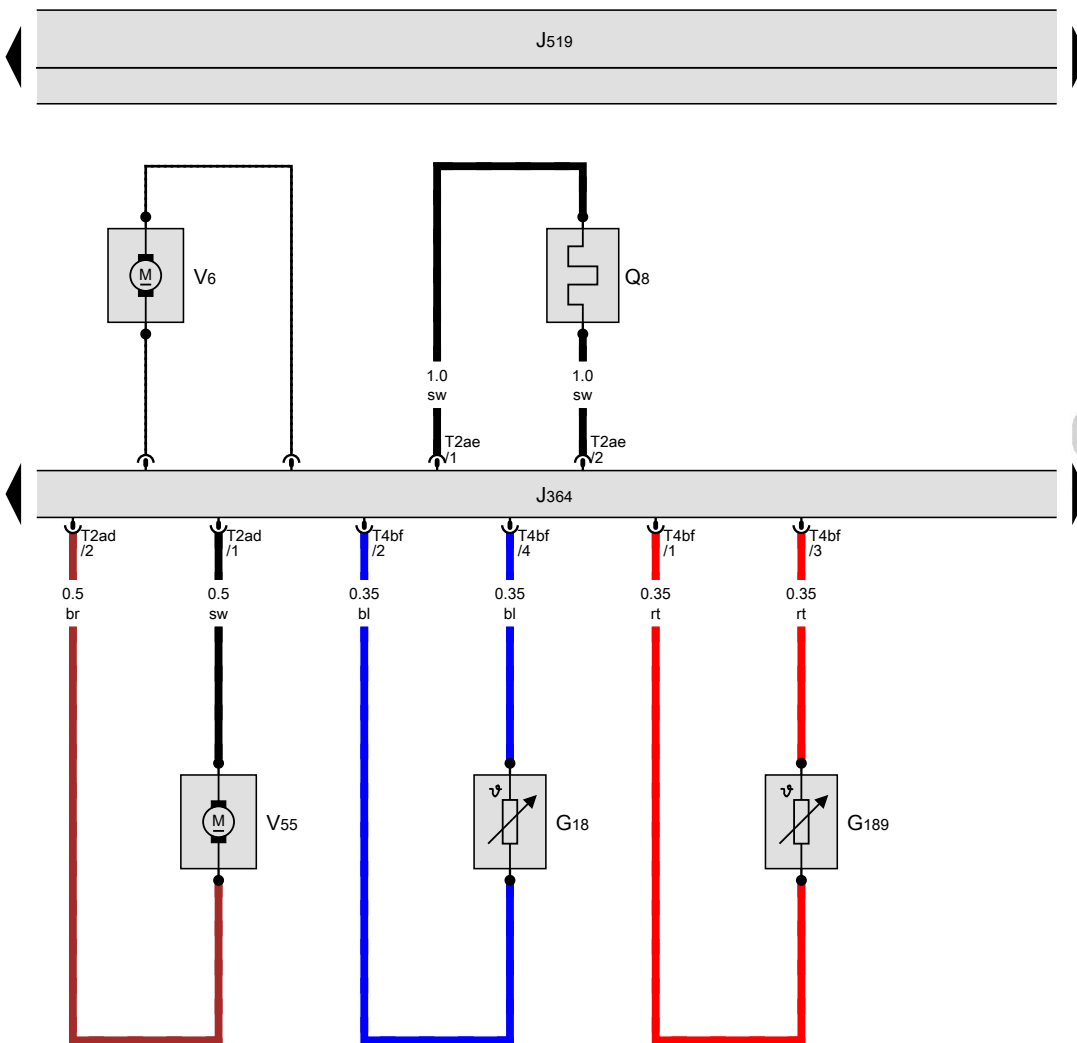 J519
M
V6
Q8
1.0
sw
1.0
sw
T2ae
/1
T2ae
/2
J364
T2ad
/2
T2ad
/1
T4bf
/2
T4bf
/4
T4bf
/1
T4bf
/3
0.5
br
0.5
sw
0.35
bl
0.35
bl
0.35
rt
0.35
rt
M
V55
ϑ
G18
ϑ
G189